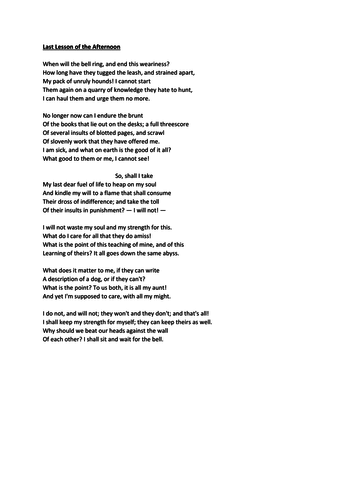 Last Lesson of the Afternoon
When will the bell ring, and end this weariness?
How long have they tugged the leash, and strained apart,
My pack of unruly hounds! I cannot start
Them again on a quarry of knowledge they hate to hunt,
I can haul them and urge them no more.
No longer now can I endure the brunt
Of the books that lie out on the desks; a full threescore
Of several insults of blotted pages, and scrawl
Of slovenly work that they have offered me.
I am sick, and what on earth is the good of it all?
What good to them or me, I cannot see!
So, shall I take
My last dear fuel of life to heap on my soul
And kindle my will to a flame that shall consume
Their dross of indifference; and take the toll
Of their insults in punishment? — I will not! —
I will not waste my soul and my strength for this.
What do I care for all that they do amiss!
What is the point of this teaching of mine, and of this
Learning of theirs? It all goes down the same abyss.
What does it matter to me, if they can write
A description of a dog, or if they can't?
What is the point? To us both, it is all my aunt!
And yet I'm supposed to care, with all my might.
I do not, and will not; they won't and they don't; and that's all!
I shall keep my strength for myself; they can keep theirs as well.
Why should we beat our heads against the wall
Of each other? I shall sit and wait for the bell.